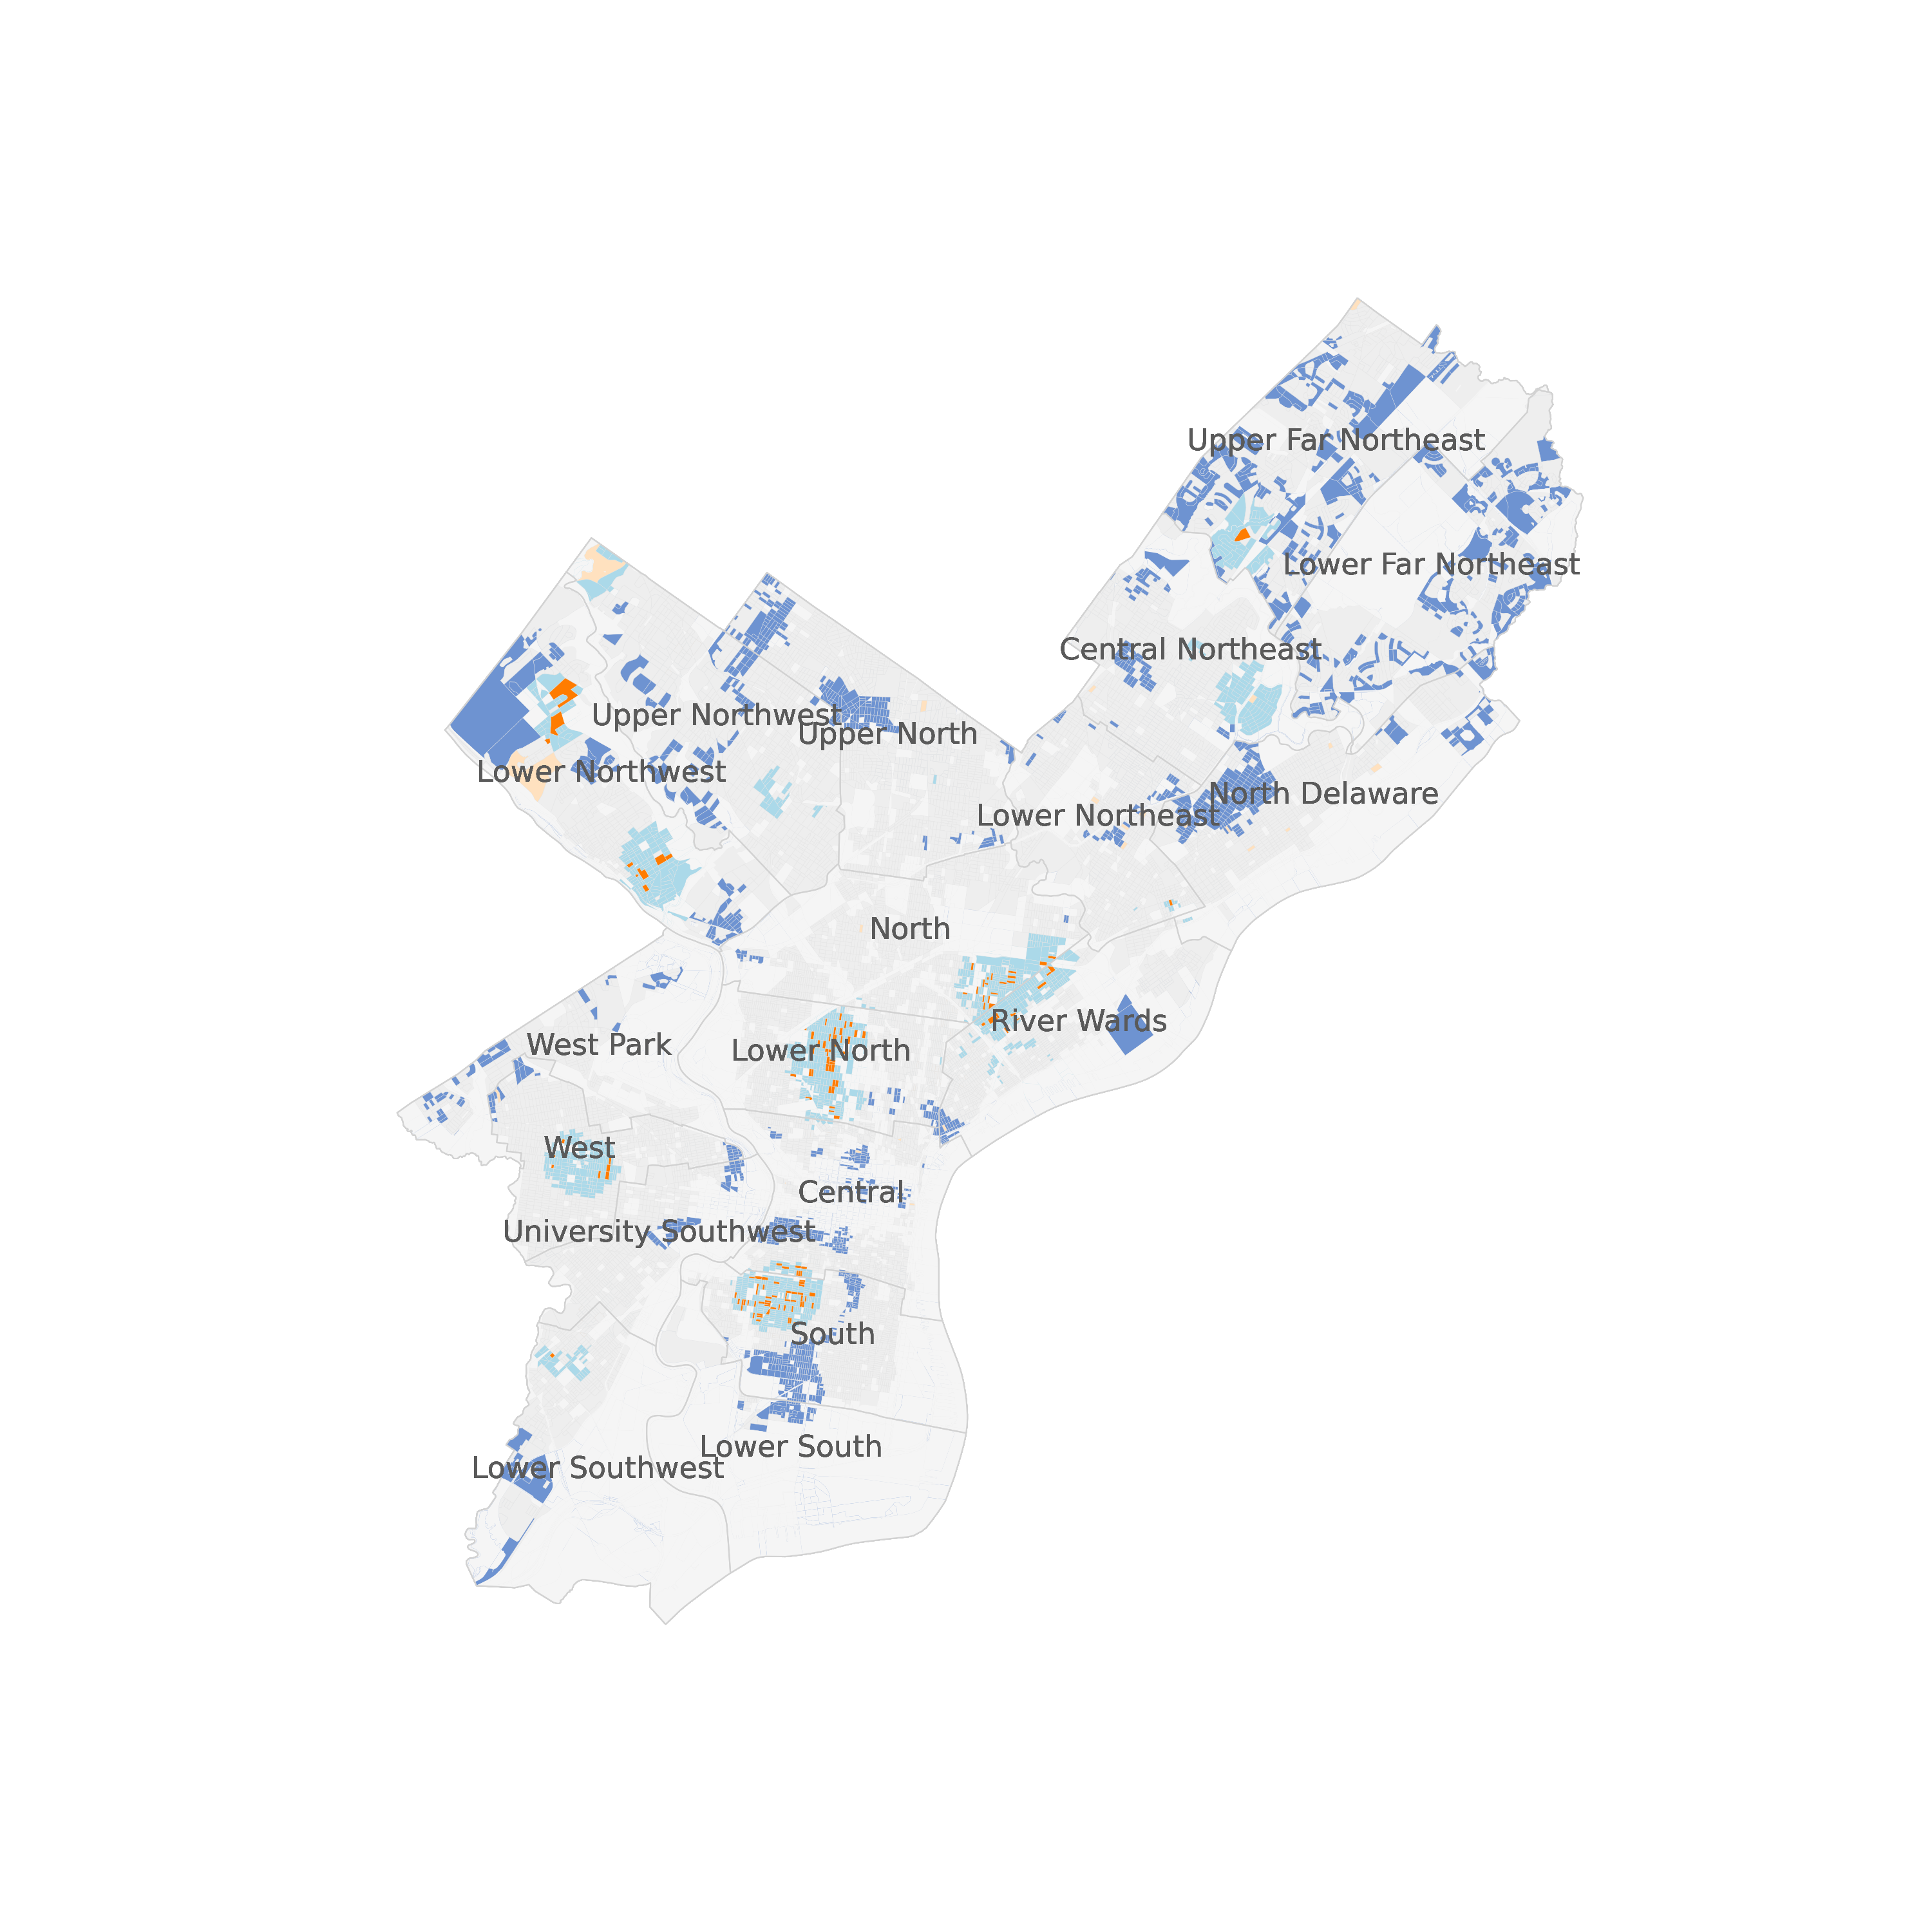 Upper Far Northeast
Lower Far Northeast
Central Northeast
Upper Northwest
Upper North
Lower Northwest
North Delaware
Lower Northeast
North
River Wards
West Park
Lower North
West
Central
University Southwest
South
Lower South
Lower Southwest